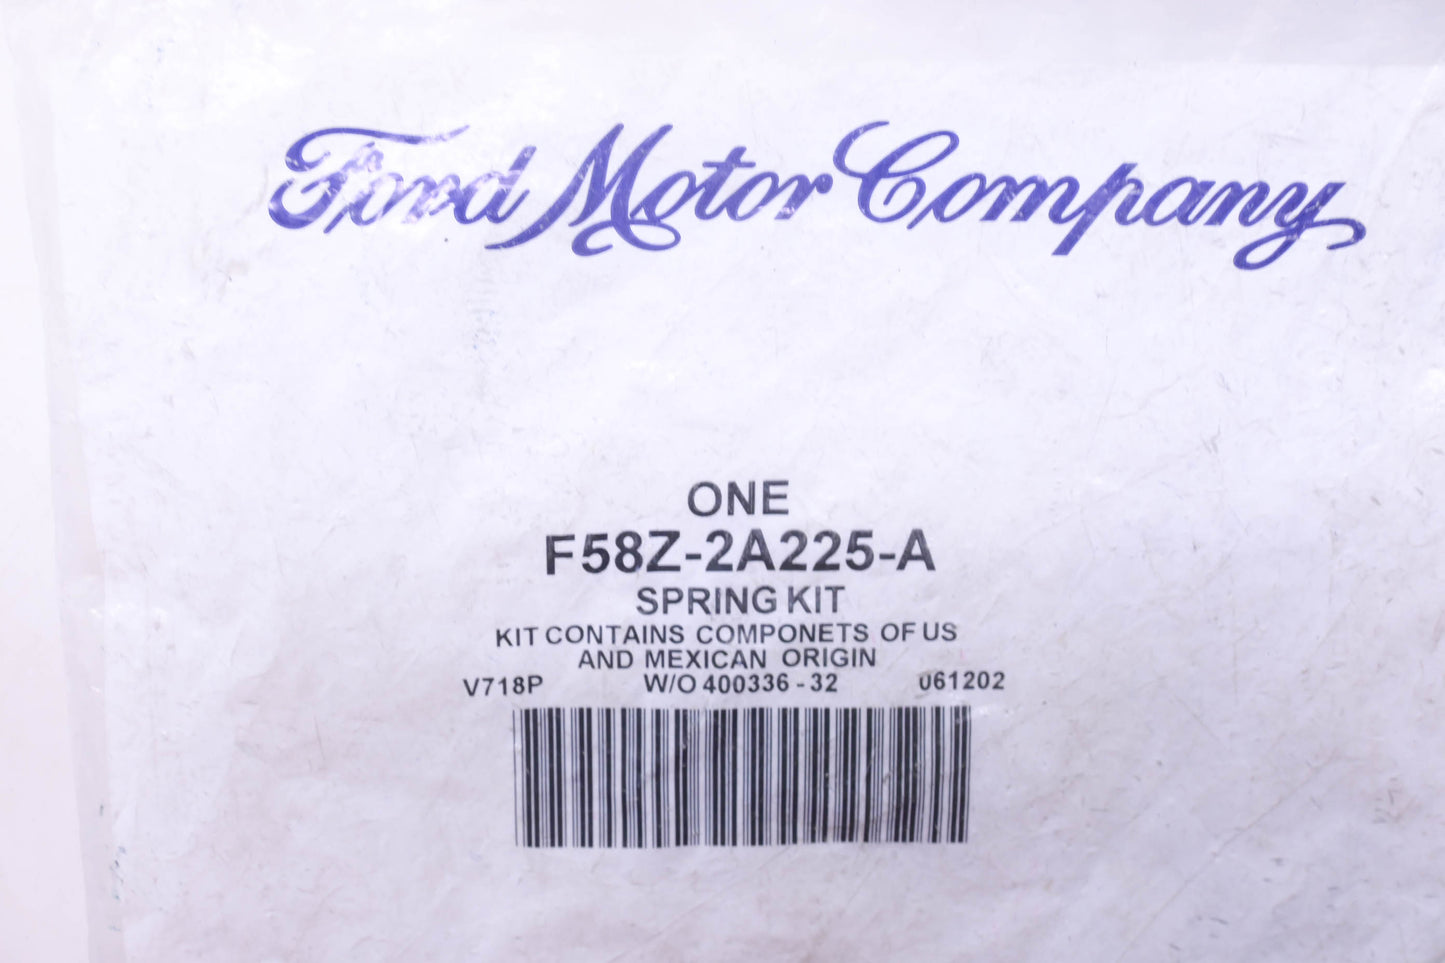 Ford Motor Company
ONE
F58Z-2A225-A
SPRING KIT
KIT CONTAINS COMPONETS OF US
AND MEXICAN ORIGIN
V718P W/O 400336-32 061202